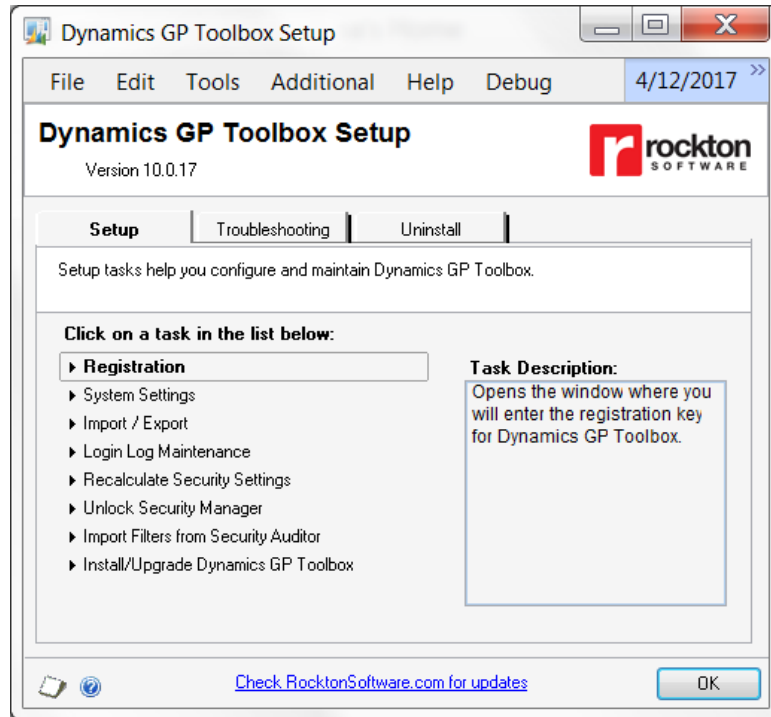 Dynamics GP Toolbox Setup
File Edit Tools Additional Help Debug 4/12/2017 »
Dynamics GP Toolbox Setup
Version 10.0.17
rockton
SOFTWARE
Setup Troubleshooting Uninstall
Setup tasks help you configure and maintain Dynamics GP Toolbox.
Click on a task in the list below:
Registration
System Settings
Import / Export
Login Log Maintenance
Recalculate Security Settings
Unlock Security Manager
Import Filters from Security Auditor
Install/Upgrade Dynamics GP Toolbox
Task Description:
Opens the window where you
will enter the registration key
for Dynamics GP Toolbox.
Check RocktonSoftware.com for updates
OK